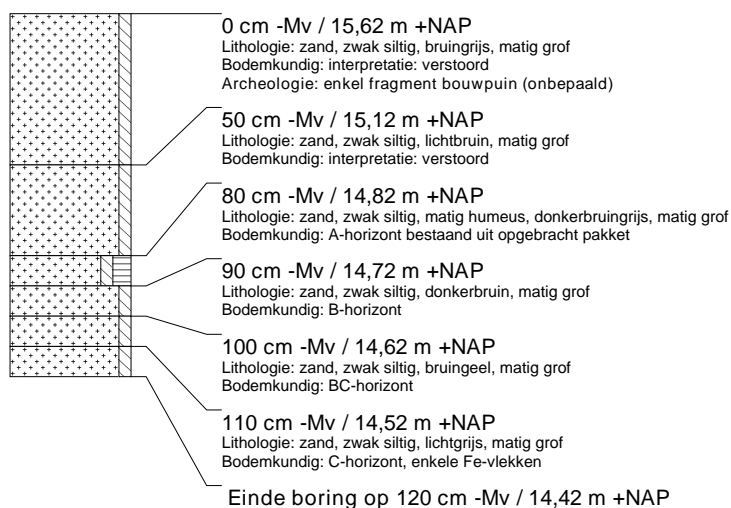 0 cm -Mv / 15,62 m +NAP
Lithologie: zand, zwak siltig, bruingrijs, matig grof
Bodemkundig: interpretatie: verstoord
Archeologie: enkel fragment bouwpuin (onbepaald)
50 cm -Mv / 15,12 m +NAP
Lithologie: zand, zwak siltig, lichtbruin, matig grof
Bodemkundig: interpretatie: verstoord
80 cm -Mv / 14,82 m +NAP
Lithologie: zand, zwak siltig, matig humeus, donkerbruingrijs, matig grof
Bodemkundig: A-horizont bestaand uit opgebracht pakket
90 cm -Mv / 14,72 m +NAP
Lithologie: zand, zwak siltig, donkerbruin, matig grof
Bodemkundig: B-horizont
100 cm -Mv / 14,62 m +NAP
Lithologie: zand, zwak siltig, bruingeel, matig grof
Bodemkundig: BC-horizont
110 cm -Mv / 14,52 m +NAP
Lithologie: zand, zwak siltig, lichtgrijs, matig grof
Bodemkundig: C-horizont, enkele Fe-vlekken
Einde boring op 120 cm -Mv / 14,42 m +NAP